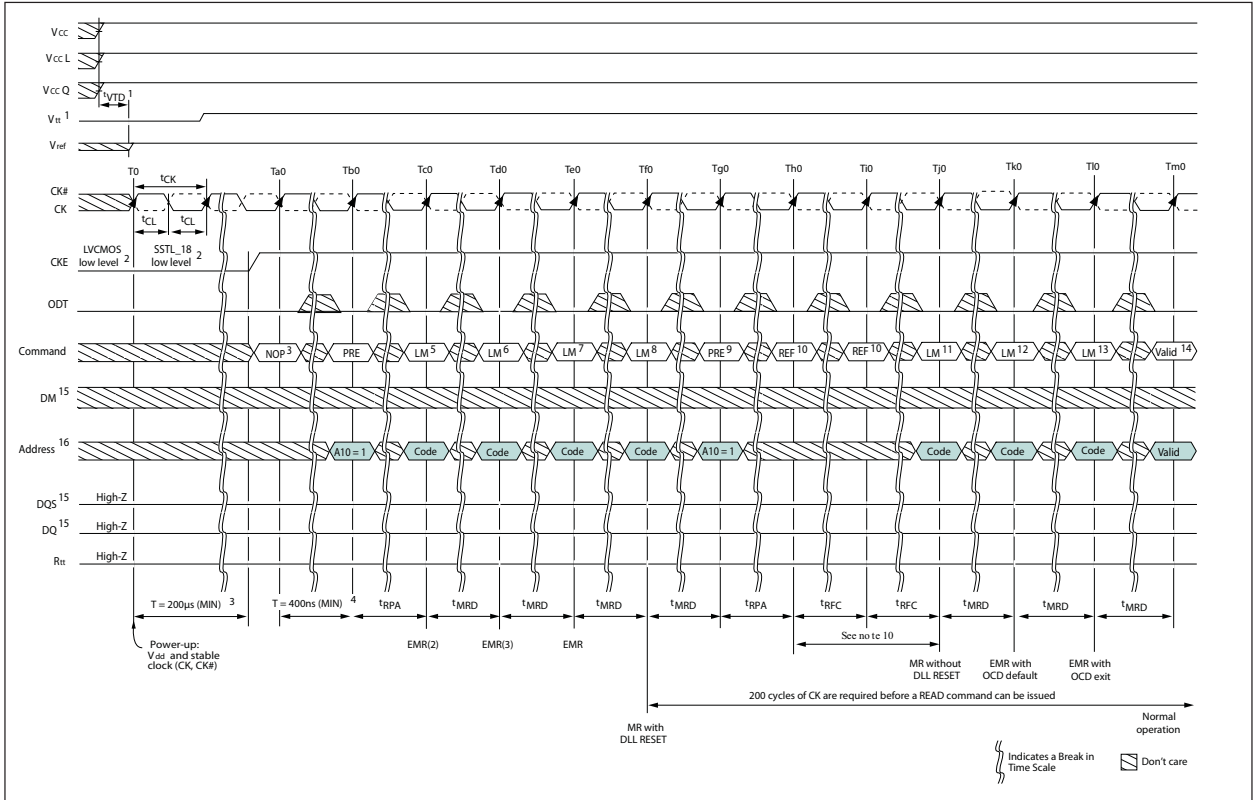 Vcc
Vcc L
Vcc Q
tVTD 1
Vtt 1
Vref
T0 Ta0 Tb0 Tc0 Td0 Te0 Tf0 Tg0 Th0 Ti0 Tj0 Tk0 Tl0 Tm0
tCK
CK#
CK
tCL tCL
LVCMOS low level 2
SSTL_18 low level 2
CKE
ODT
Command NOP 3 PRE LM 5 LM 6 LM 7 LM 8 PRE 9 REF 10 REF 10 LM 11 LM 12 LM 13 Valid 14
DM 15
Address 16 A10 = 1 Code Code Code Code A10 = 1 Code Code Code Valid
DQS 15 High-Z
DQ 15 High-Z
Rtt High-Z
T = 200µs (MIN) 3 T = 400ns (MIN) 4 tRPA tMRD tMRD tMRD tMRD tRPA tRFC tRFC tMRD tMRD tMRD
Power-up:
Vdd and stable
clock (CK, CK#)
EMR(2) EMR(3) EMR
See no te 10
MR without
DLL RESET
EMR with
OCD default
EMR with
OCD exit
200 cycles of CK are required before a READ command can be issued
MR with
DLL RESET
Normal
operation
Indicates a Break in
Time Scale
Don't care